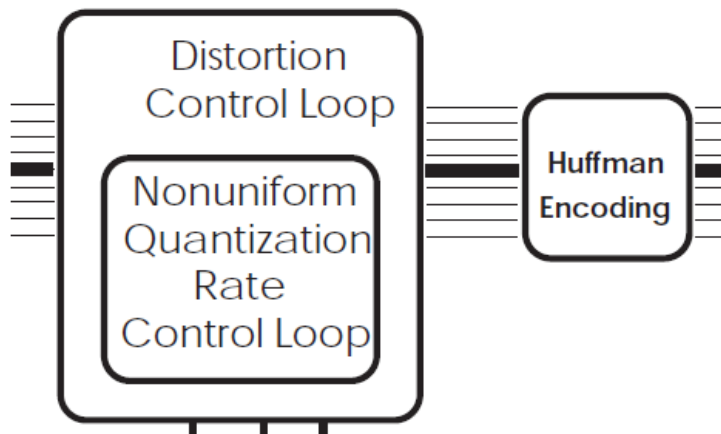 Distortion
Control Loop
Nonuniform
Quantization
Rate
Control Loop
Huffman
Encoding